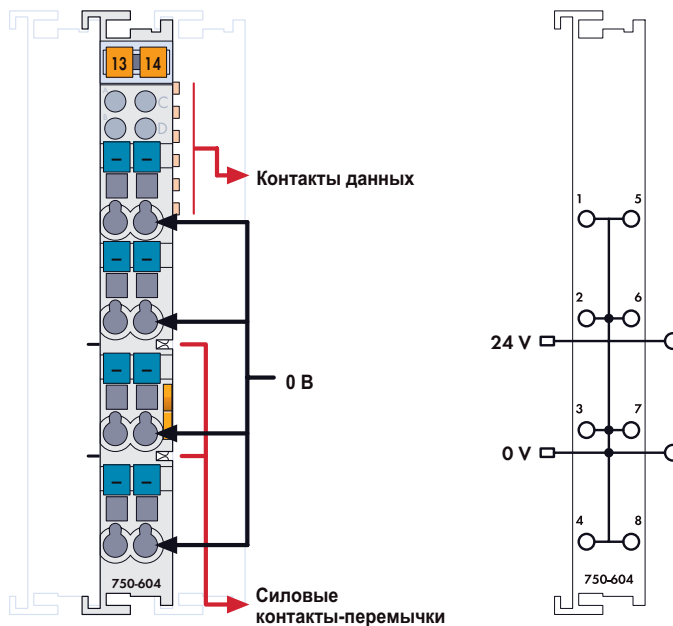 13 14
A C
B D
– –
Контакты данных
– –
– –
0 В
– –
750-604
Силовые
контакты-перемычки
1 5
2 6
24 V
3 7
0 V
4 8
750-604